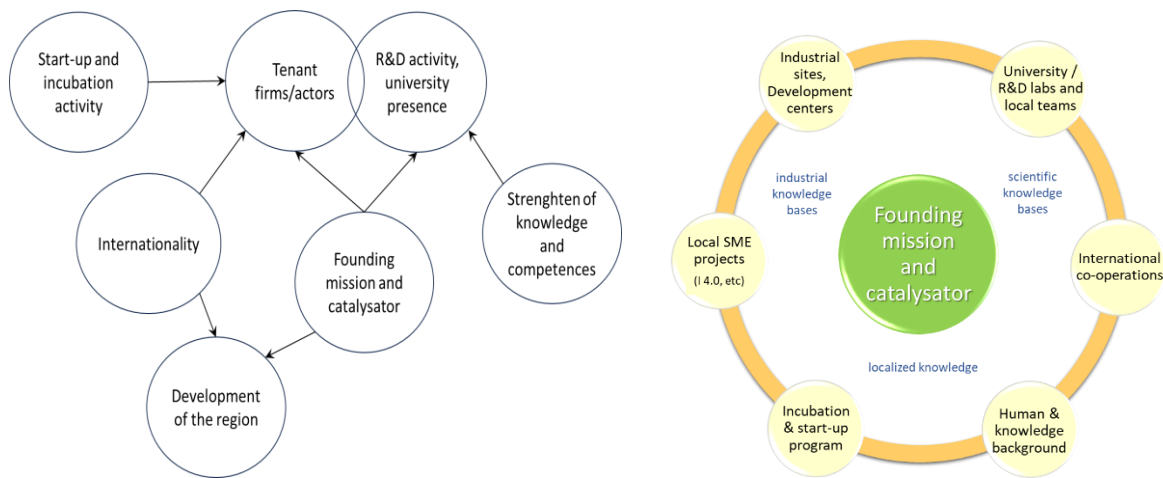 Start-up and
incubation
activity
Tenant
firms/actors
R&D activity,
university
presence
Internationality
Founding
mission and
catalysator
Strenghten of
knowledge
and
competences
Development
of the region
Industrial
sites,
Development
centers
University /
R&D labs and
local teams
industrial
knowledge
bases
scientific
knowledge
bases
Founding
mission
and
catalysator
Local SME
projects
(I 4.0, etc)
International
co-operations
localized knowledge
Incubation
& start-up
program
Human &
knowledge
background